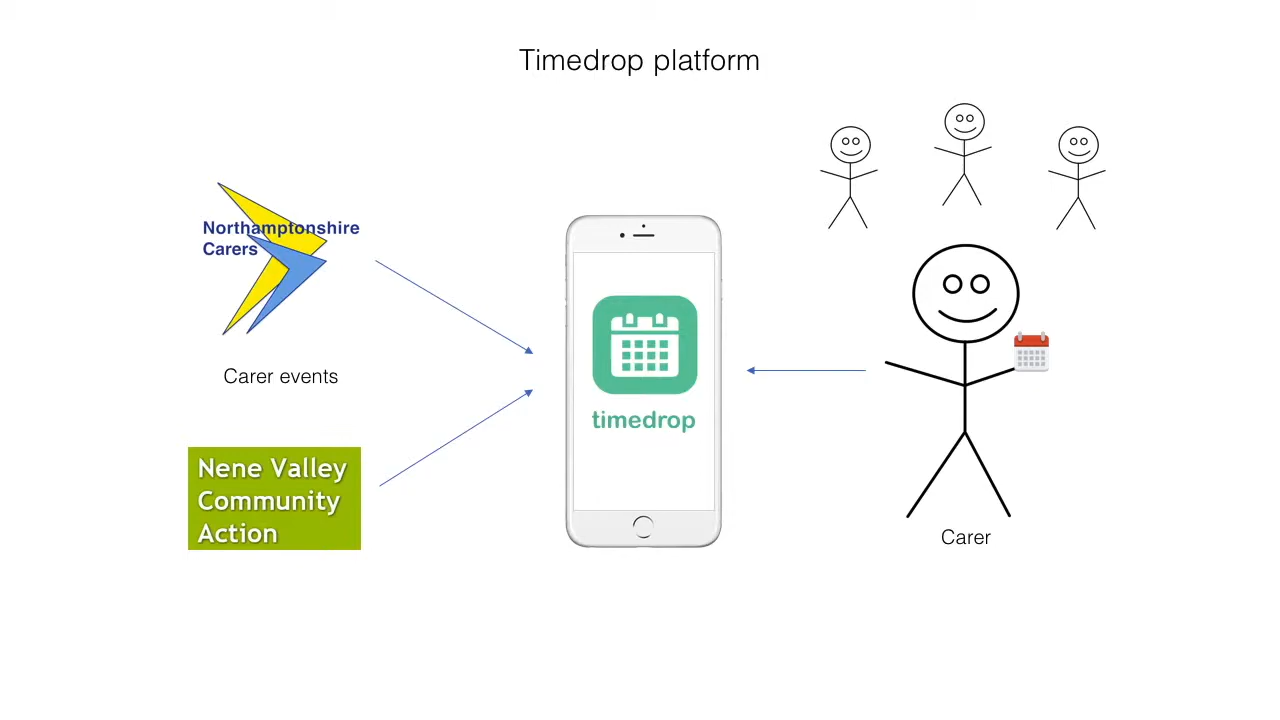 Timedrop platform
Northamptonshire
Carers
Carer events
Nene Valley
Community
Action
timedrop
Carer